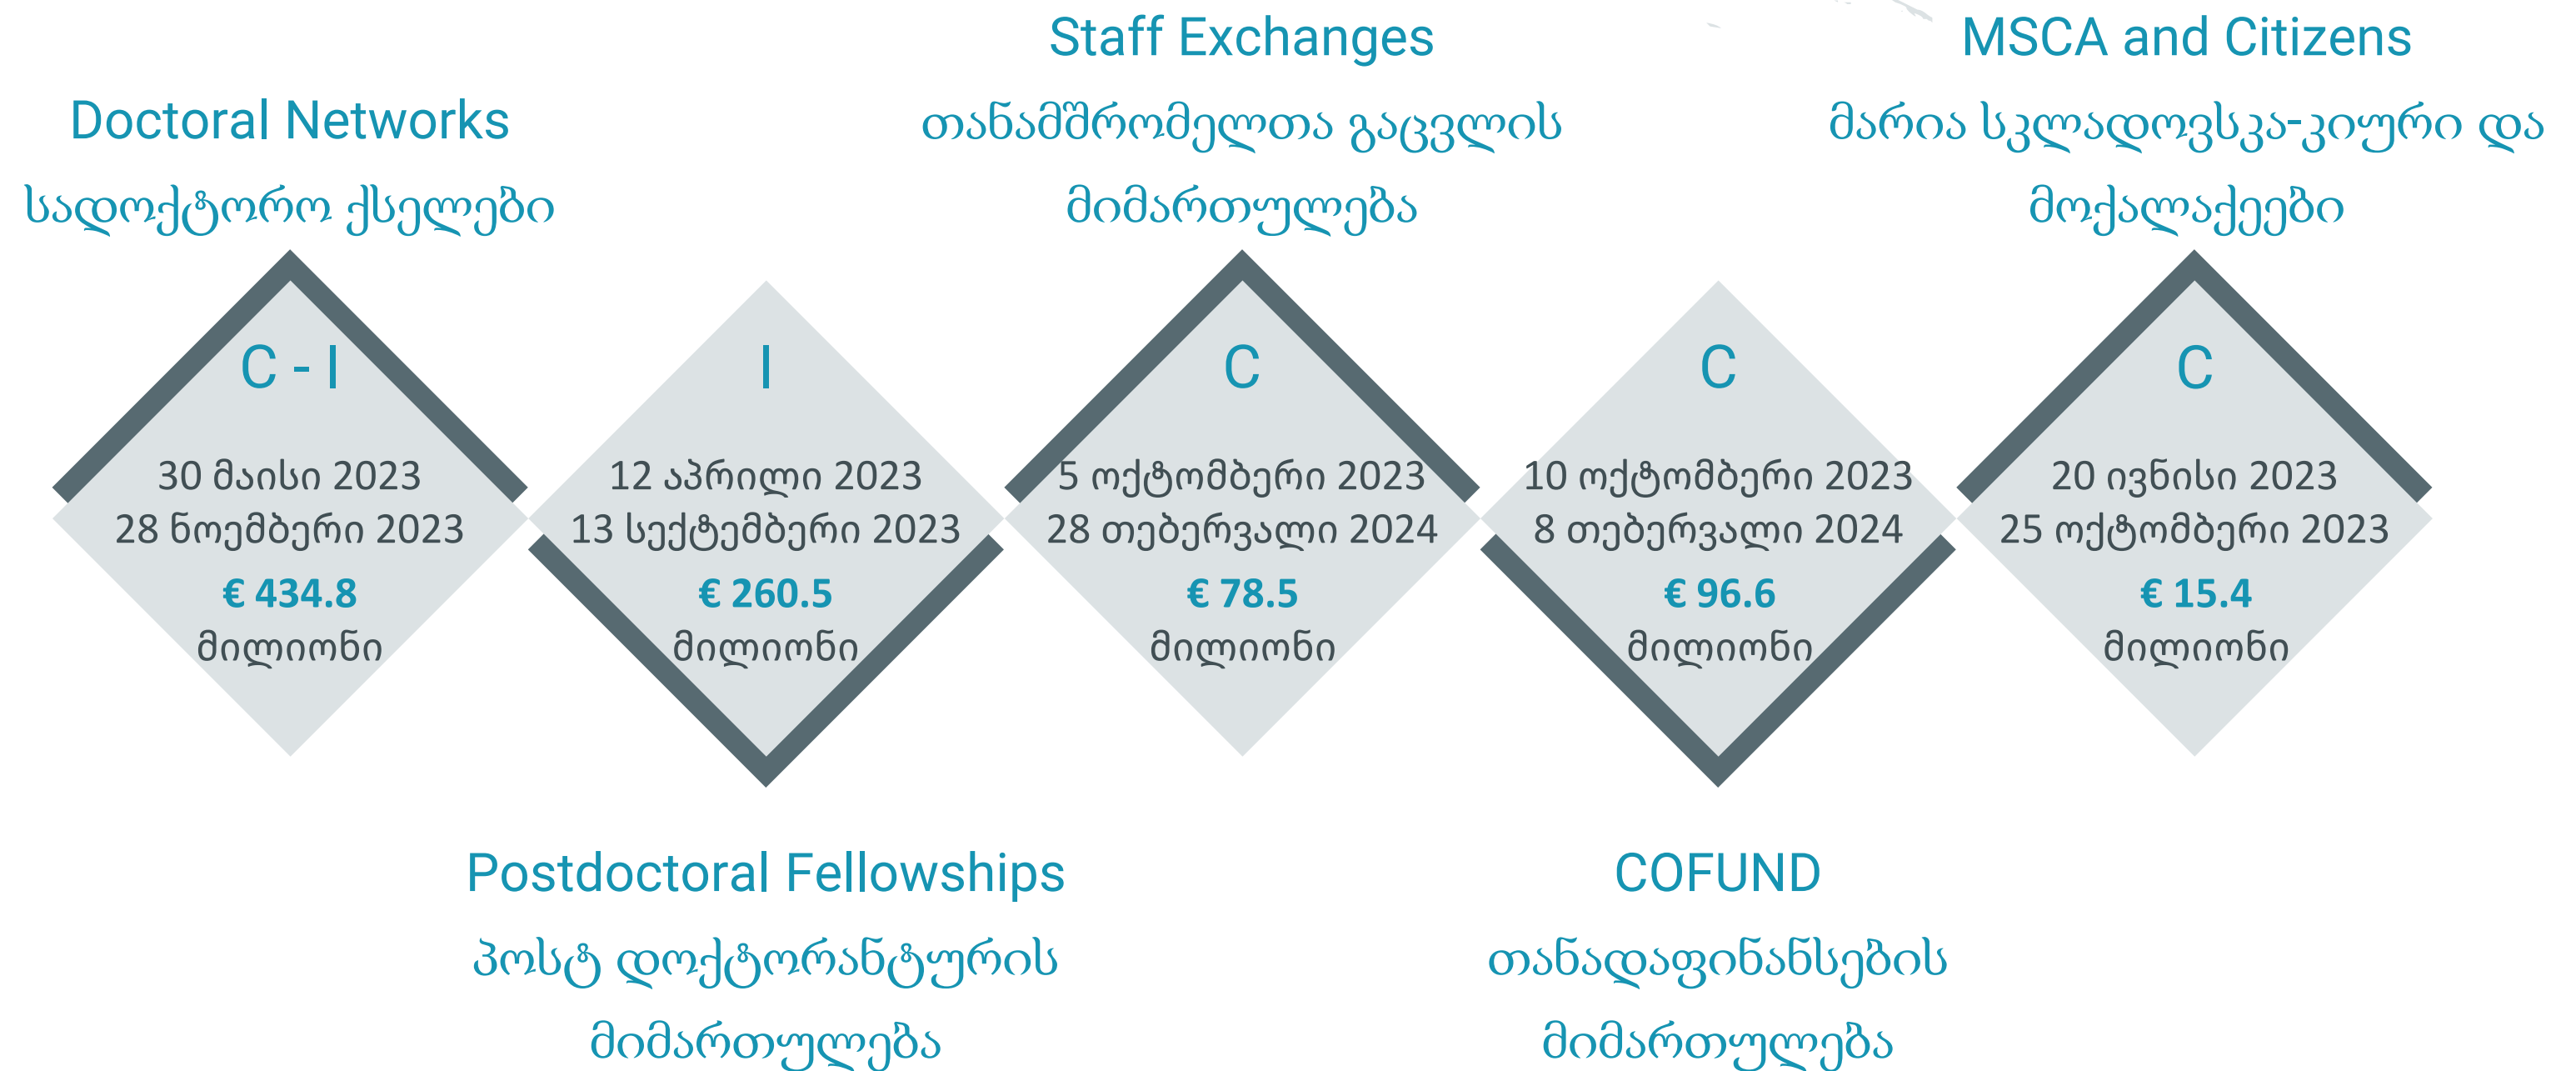 Doctoral Networks
სადოქტორო ქსელები
C - I
30 მაისი 2023
28 ნოემბერი 2023
€ 434.8
მილიონი
I
12 აპრილი 2023
13 სექტემბერი 2023
€ 260.5
მილიონი
Postdoctoral Fellowships
პოსტ დოქტორანტურის
მიმართულება
Staff Exchanges
თანამშრომელთა გაცვლის
მიმართულება
C
5 ოქტომბერი 2023
28 თებერვალი 2024
€ 78.5
მილიონი
C
10 ოქტომბერი 2023
8 თებერვალი 2024
€ 96.6
მილიონი
COFUND
თანადაფინანსების
მიმართულება
MSCA and Citizens
მარია სკლადოვსკა-კიური და
მოქალაქეები
C
20 ივნისი 2023
25 ოქტომბერი 2023
€ 15.4
მილიონი